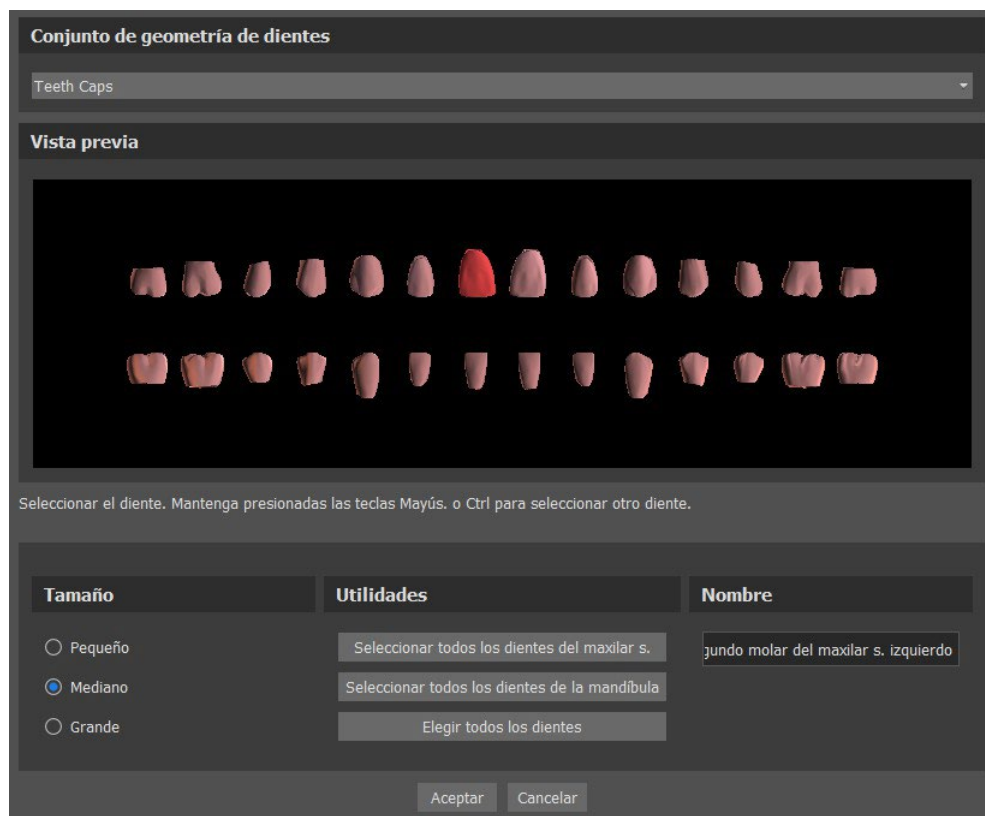 Conjunto de geometría de dientes
Teeth Caps
Vista previa
Seleccionar el diente. Mantenga presionadas las teclas Mayús. o Ctrl para seleccionar otro diente.
Tamaño
Utilidades
Nombre
Pequeño
Seleccionar todos los dientes del maxilar s.
gundo molar del maxilar s. izquierdo
Mediano
Seleccionar todos los dientes de la mandíbula
Grande
Elegir todos los dientes
Aceptar
Cancelar